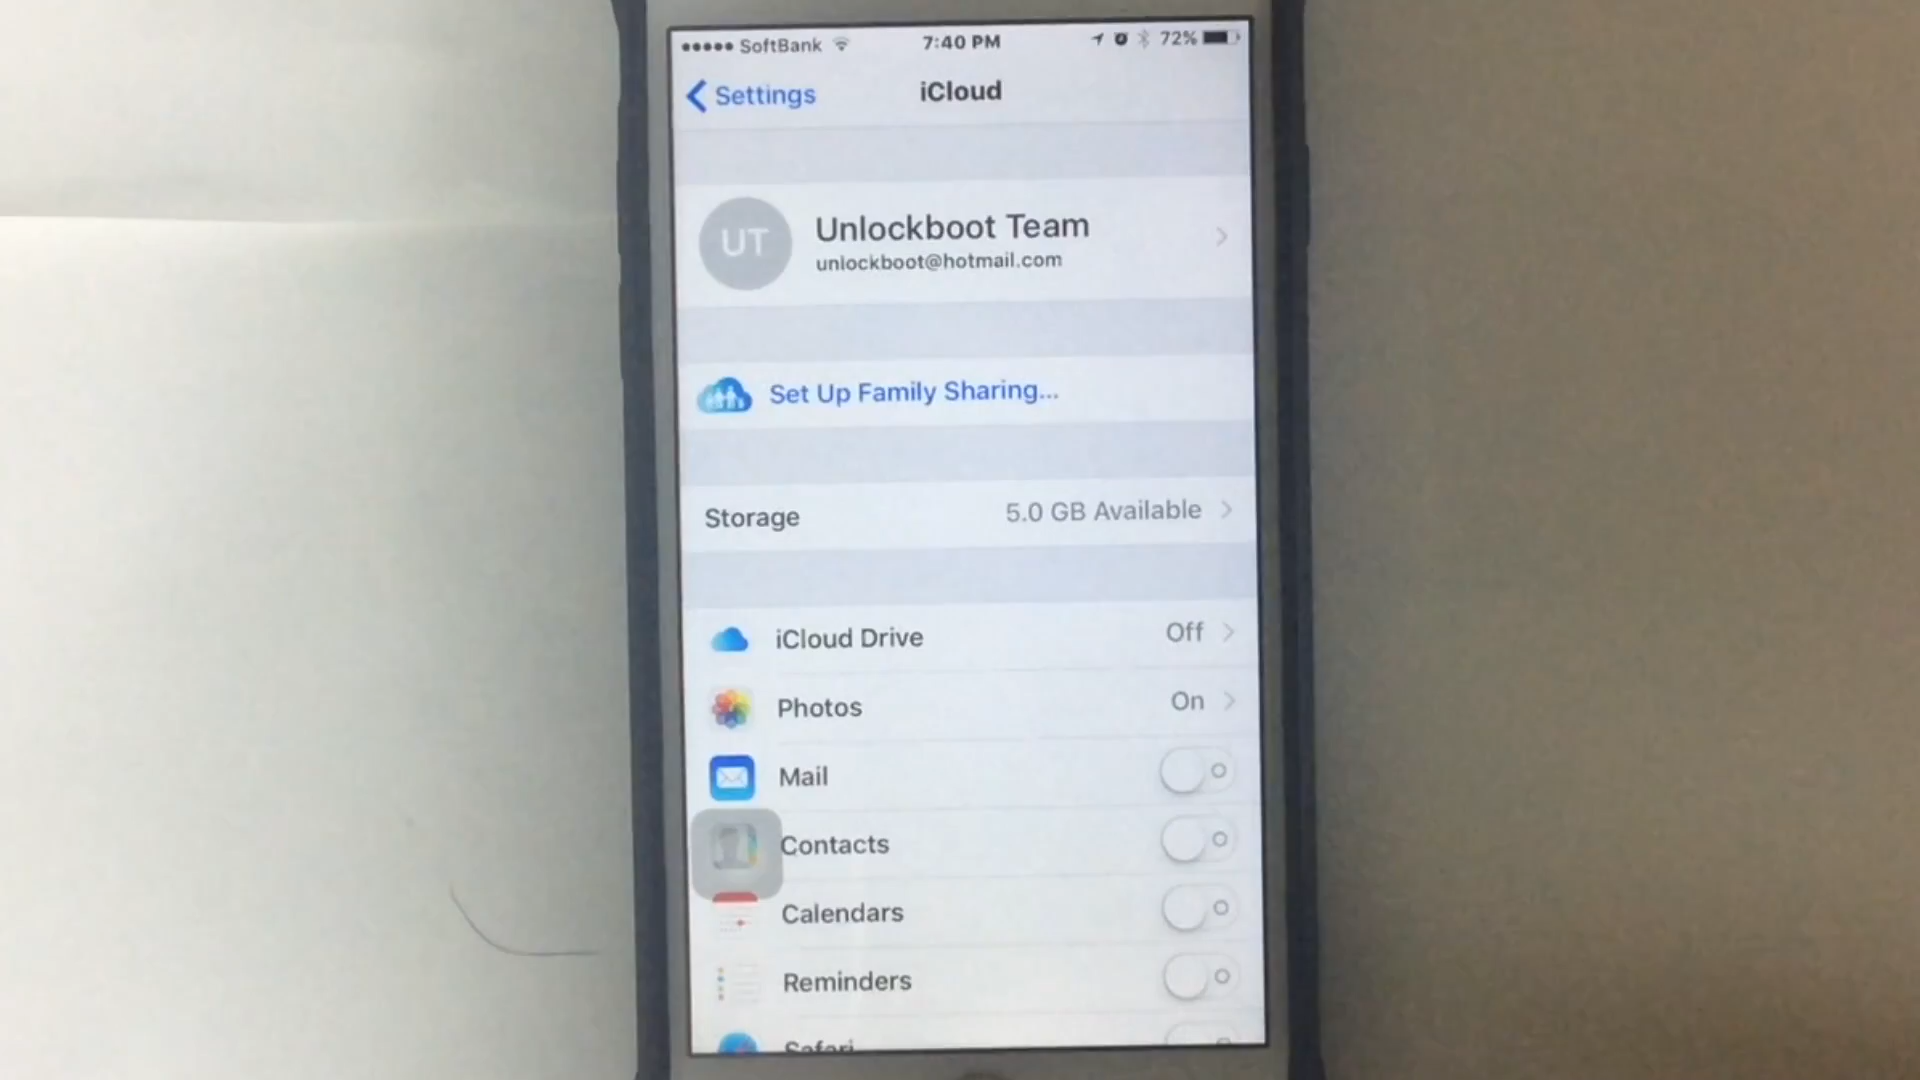 SoftBank 7:40 PM 72%
Settings iCloud
UT
Unlockboot Team
unlockboot@hotmail.com
Set Up Family Sharing...
Storage 5.0 GB Available
iCloud Drive Off
Photos On
Mail
Contacts
Calendars
Reminders
Safari